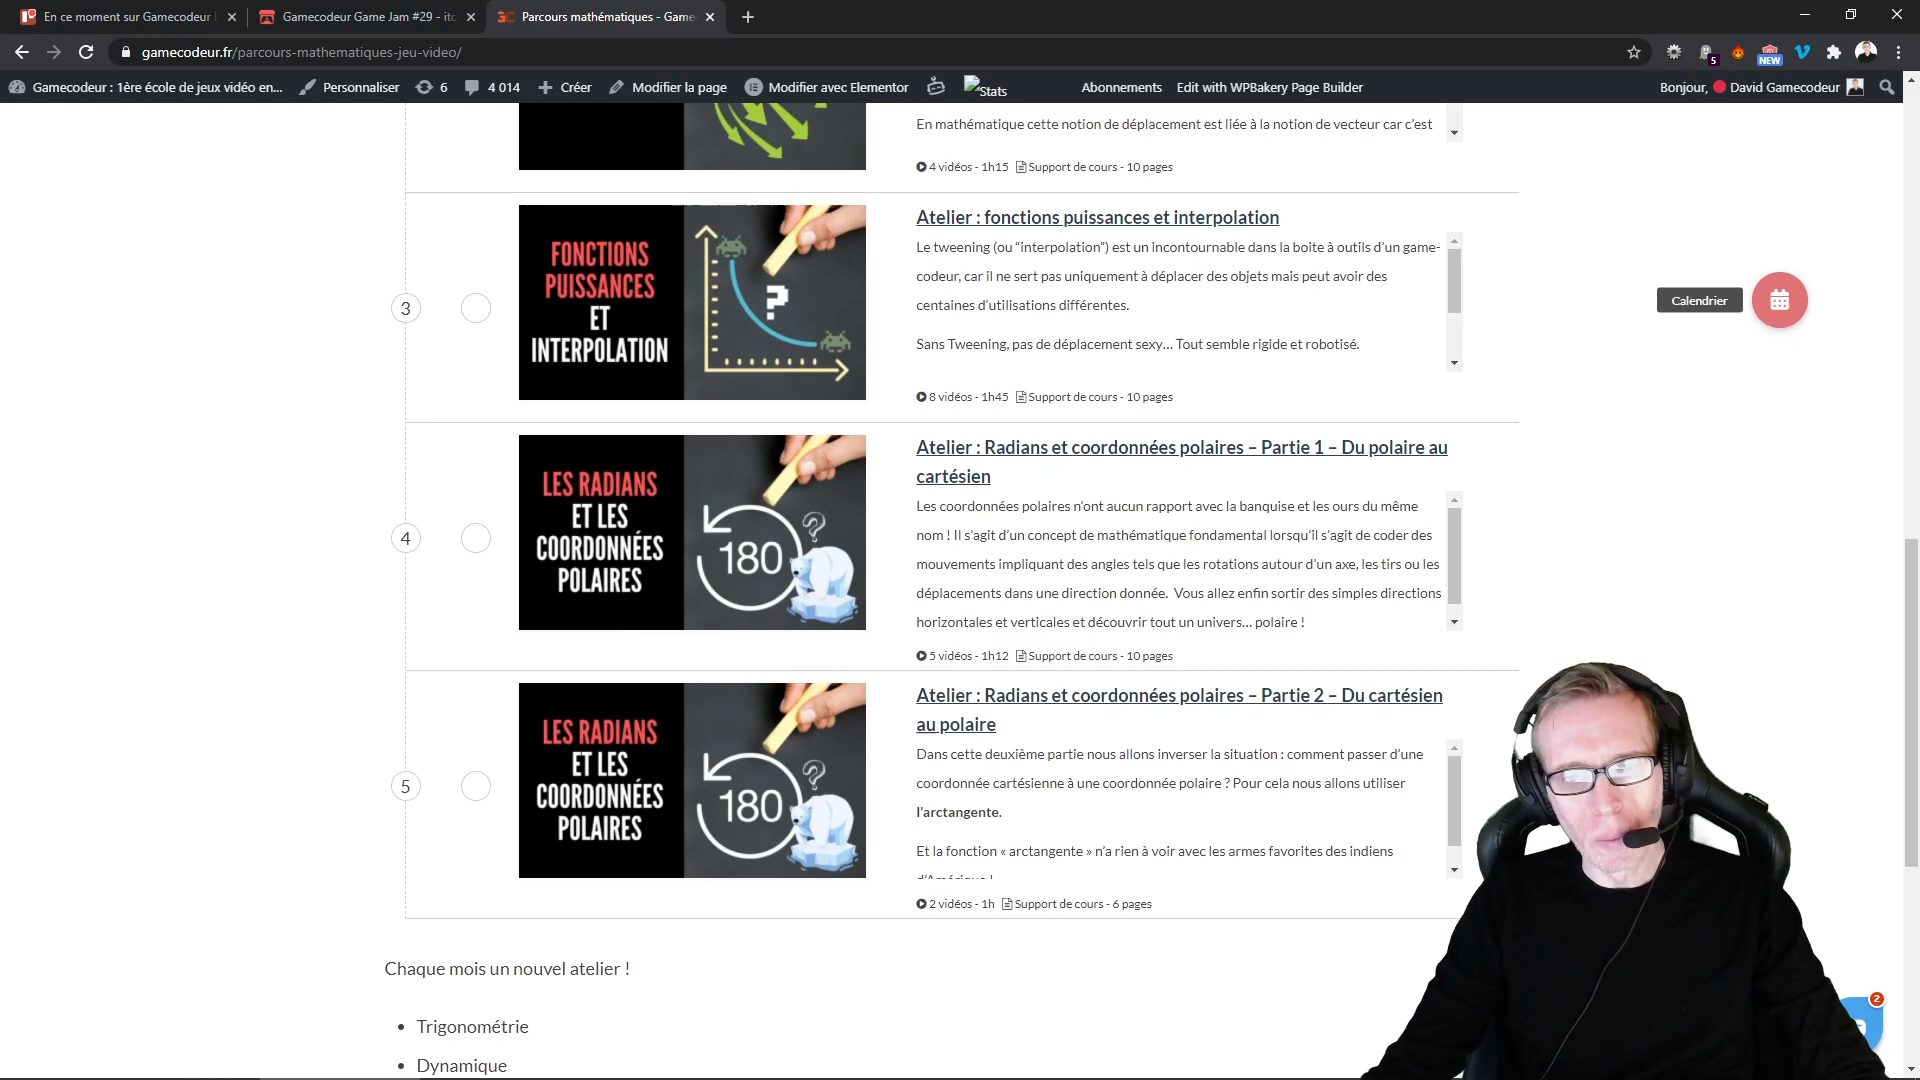 En ce moment sur Gamecodeur
Gamecodeur Game Jam #29 - itc
Parcours mathématiques - Game
gamecodeur.fr/parcours-mathematiques-jeu-video/
5
NEW
Gamecodeur : 1ère école de jeux vidéo en...
Personnaliser
6
4 014
Créer
Modifier la page
Modifier avec Elementor
Stats
Abonnements
Edit with WPBakery Page Builder
Bonjour, David Gamecodeur
En mathématique cette notion de déplacement est liée à la notion de vecteur car c’est
4 vidéos - 1h15 Support de cours - 10 pages
3
FONCTIONS
PUISSANCES
ET
INTERPOLATION
?
Atelier : fonctions puissances et interpolation
Le tweening (ou “interpolation”) est un incontournable dans la boite à outils d’un game-
codeur, car il ne sert pas uniquement à déplacer des objets mais peut avoir des
centaines d’utilisations différentes.
Sans Tweening, pas de déplacement sexy… Tout semble rigide et robotisé.
8 vidéos - 1h45 Support de cours - 10 pages
Calendrier
4
LES RADIANS
ET LES
COORDONNÉES
POLAIRES
180
?
Atelier : Radians et coordonnées polaires – Partie 1 – Du polaire au
cartésien
Les coordonnées polaires n’ont aucun rapport avec la banquise et les ours du même
nom ! Il s’agit d’un concept de mathématique fondamental lorsqu’il s’agit de coder des
mouvements impliquant des angles tels que les rotations autour d’un axe, les tirs ou les
déplacements dans une direction donnée. Vous allez enfin sortir des simples directions
horizontales et verticales et découvrir tout un univers… polaire !
5 vidéos - 1h12 Support de cours - 10 pages
5
LES RADIANS
ET LES
COORDONNÉES
POLAIRES
180
?
Atelier : Radians et coordonnées polaires – Partie 2 – Du cartésien
au polaire
Dans cette deuxième partie nous allons inverser la situation : comment passer d’une
coordonnée cartésienne à une coordonnée polaire ? Pour cela nous allons utiliser
l’arctangente.
Et la fonction « arctangente » n’a rien à voir avec les armes favorites des indiens
d’Amérique !
2 vidéos - 1h Support de cours - 6 pages
Chaque mois un nouvel atelier !
• Trigonométrie
• Dynamique
2